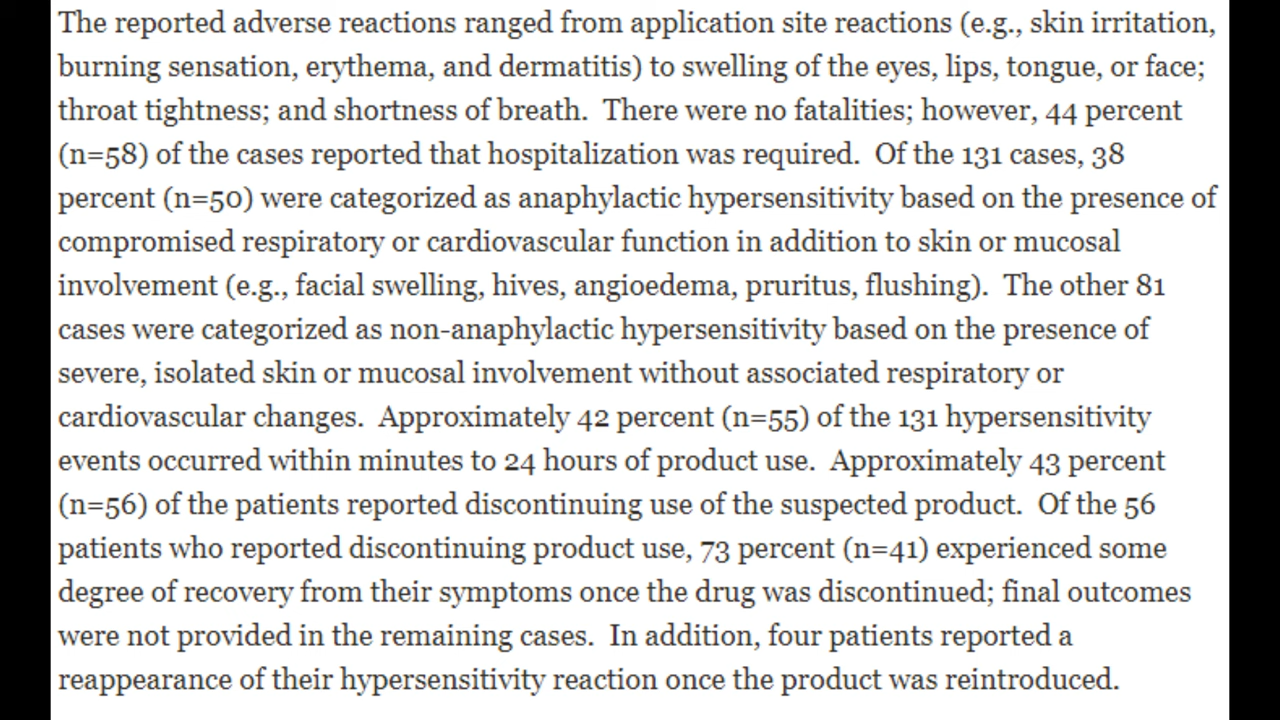 The reported adverse reactions ranged from application site reactions (e.g., skin irritation,
burning sensation, erythema, and dermatitis) to swelling of the eyes, lips, tongue, or face;
throat tightness; and shortness of breath.  There were no fatalities; however, 44 percent
(n=58) of the cases reported that hospitalization was required.  Of the 131 cases, 38
percent (n=50) were categorized as anaphylactic hypersensitivity based on the presence of
compromised respiratory or cardiovascular function in addition to skin or mucosal
involvement (e.g., facial swelling, hives, angioedema, pruritus, flushing).  The other 81
cases were categorized as non-anaphylactic hypersensitivity based on the presence of
severe, isolated skin or mucosal involvement without associated respiratory or
cardiovascular changes.  Approximately 42 percent (n=55) of the 131 hypersensitivity
events occurred within minutes to 24 hours of product use.  Approximately 43 percent
(n=56) of the patients reported discontinuing use of the suspected product.  Of the 56
patients who reported discontinuing product use, 73 percent (n=41) experienced some
degree of recovery from their symptoms once the drug was discontinued; final outcomes
were not provided in the remaining cases.  In addition, four patients reported a
reappearance of their hypersensitivity reaction once the product was reintroduced.